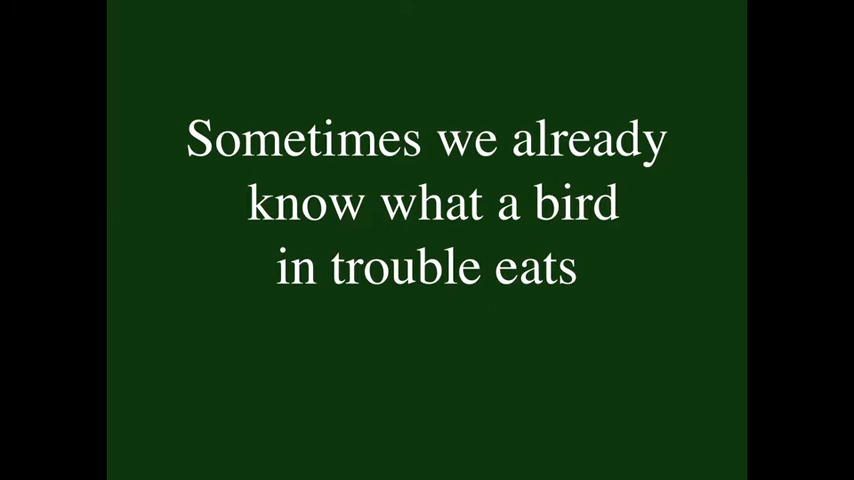 Sometimes we already
know what a bird
in trouble eats